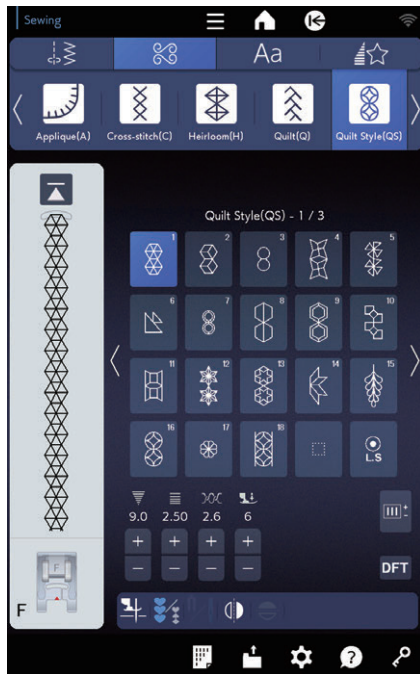 Sewing
Aa
Applique(A) Cross-stitch(C) Heirloom(H) Quilt(Q) Quilt Style(QS)
Quilt Style(QS) - 1 / 3
1 2 3 4 5
6 7 8 9 10
11 12 13 14 15
16 17 18
L.S
9.0 2.50 2.6 6
+ + + +
− − − −
DFT
F
F
?